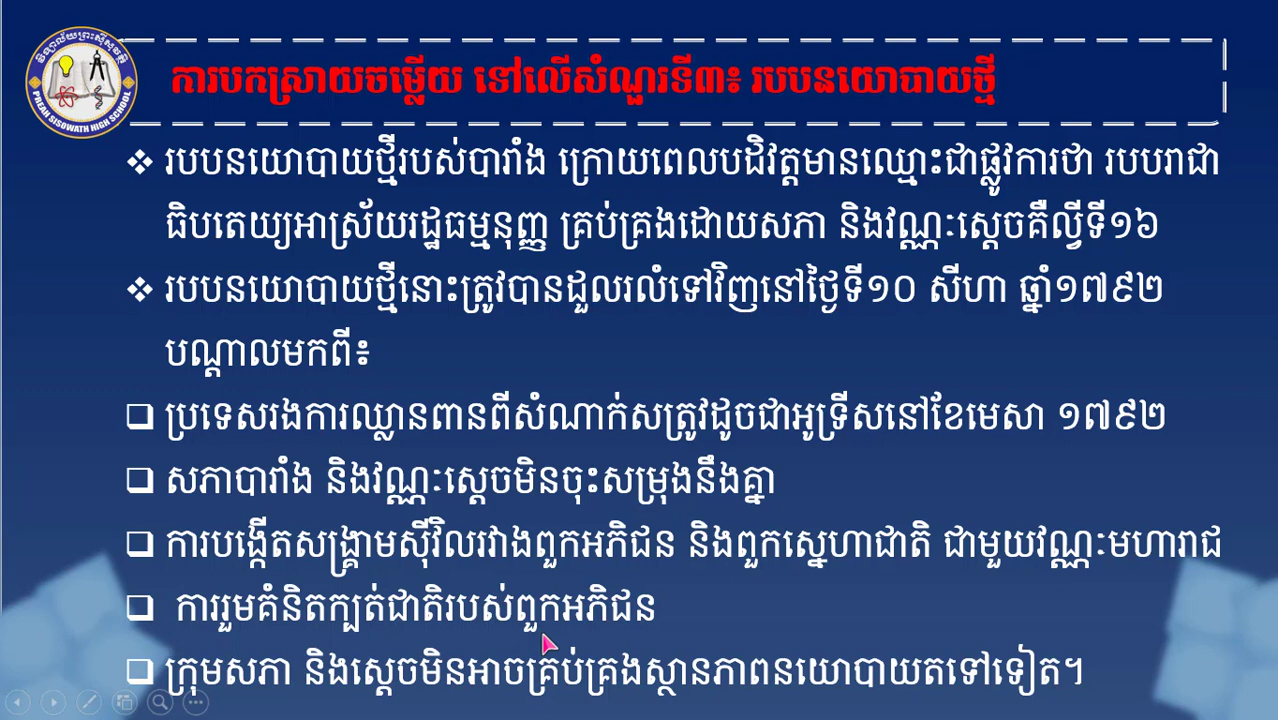 វិទ្យាល័យព្រះស៊ីសុវត្ថិ
PREAH SISOWATH HIGH SCHOOL
ការបកស្រាយចម្លើយ ទៅលើសំណួរទី៣៖ របបនយោបាយថ្មី
❖ របបនយោបាយថ្មីរបស់បារាំង ក្រោយពេលបដិវត្តមានឈ្មោះជាផ្លូវការថា របបរាជា
ធិបតេយ្យអាស្រ័យរដ្ឋធម្មនុញ្ញ គ្រប់គ្រងដោយសភា និងវណ្ណៈស្តេចគឺល្វីទី១៦
❖ របបនយោបាយថ្មីនោះត្រូវបានដួលរលំទៅវិញនៅថ្ងៃទី១០ សីហា ឆ្នាំ១៧៩២
បណ្តាលមកពី៖
❑ ប្រទេសរងការឈ្លានពានពីសំណាក់សត្រូវដូចជាអូទ្រីសនៅខែមេសា ១៧៩២
❑ សភាបារាំង និងវណ្ណៈស្តេចមិនចុះសម្រុងនឹងគ្នា
❑ ការបង្កើតសង្គ្រាមស៊ីវិលរវាងពួកអភិជន និងពួកស្នេហាជាតិ ជាមួយវណ្ណៈមហារាជ
❑ ការរួមគំនិតក្បត់ជាតិរបស់ពួកអភិជន
❑ ក្រុមសភា និងស្តេចមិនអាចគ្រប់គ្រងស្ថានភាពនយោបាយតទៅទៀត។